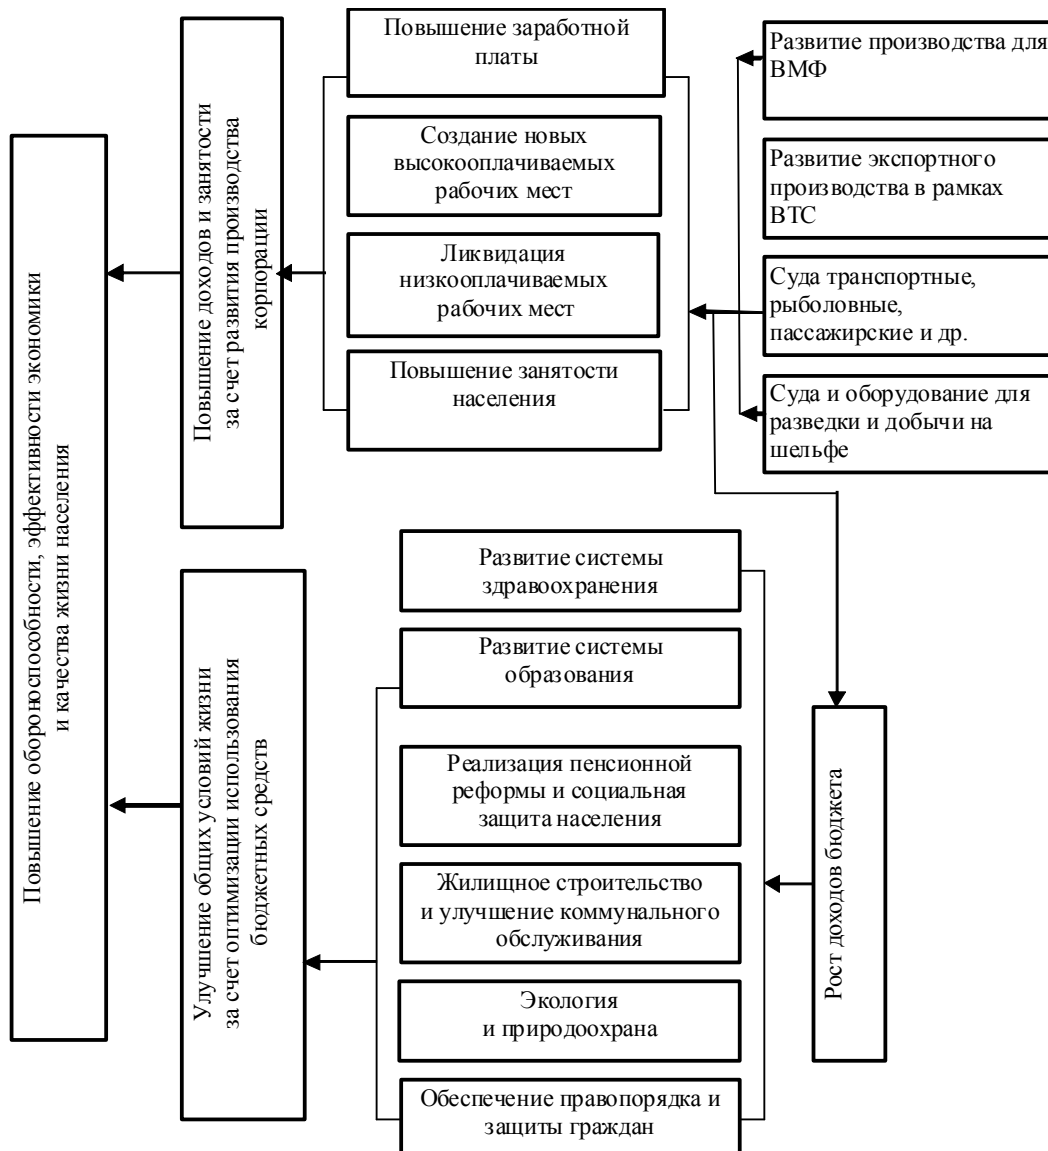 Повышение обороноспособности, эффективности экономики
и качества жизни населения
Повышение доходов и занятости
за счет развития производства
корпорации
Повышение заработной
платы
Создание новых
высокооплачиваемых
рабочих мест
Ликвидация
низкооплачиваемых
рабочих мест
Повышение занятости
населения
Развитие производства для
ВМФ
Развитие экспортного
производства в рамках
ВТС
Суда транспортные,
рыболовные,
пассажирские и др.
Суда и оборудование для
разведки и добычи на
шельфе
Улучшение общих условий жизни
за счет оптимизации использования
бюджетных средств
Развитие системы
здравоохранения
Развитие системы
образования
Реализация пенсионной
реформы и социальная
защита населения
Жилищное строительство
и улучшение коммунального
обслуживания
Экология
и природоохрана
Обеспечение правопорядка и
защиты граждан
Рост доходов бюджета